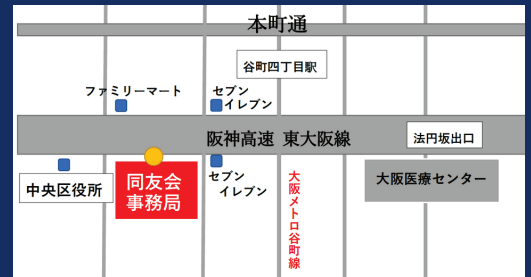 本町通
谷町四丁目駅
ファミリーマート
セブン
イレブン
阪神高速 東大阪線
法円坂出口
中央区役所
同友会
事務局
セブン
イレブン
大阪メトロ谷町線
大阪医療センター